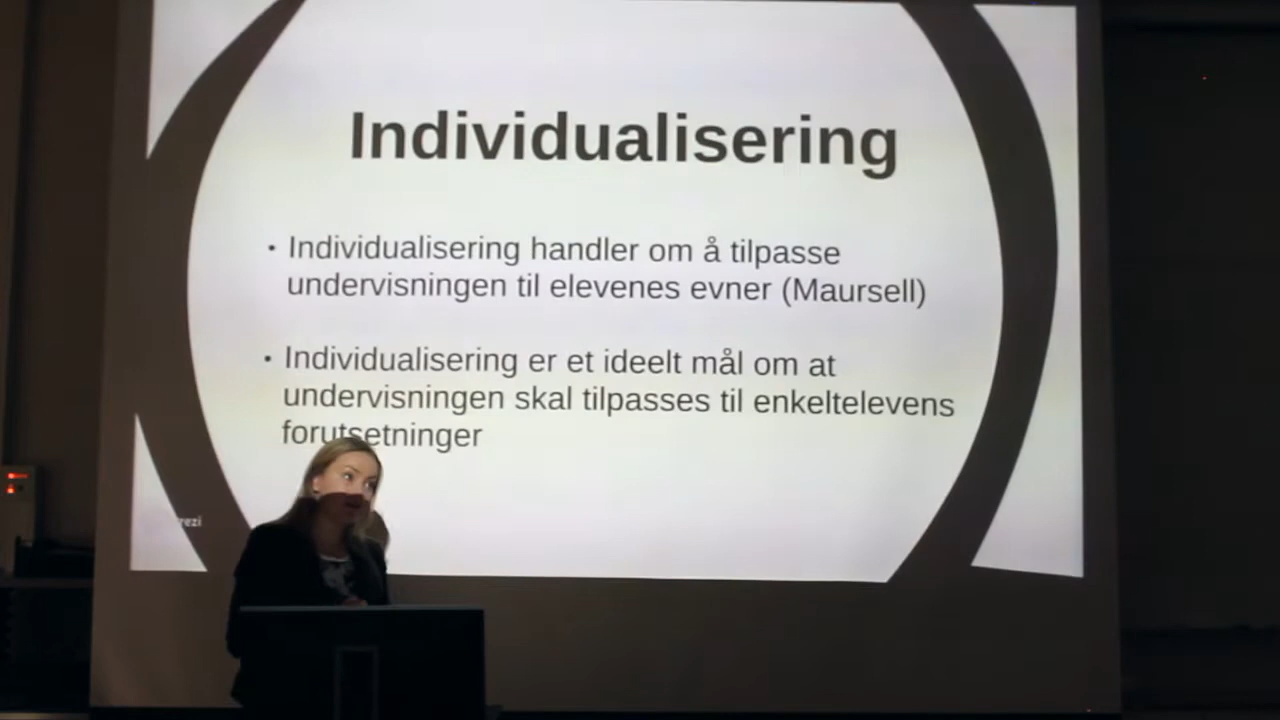 Individualisering
• Individualisering handler om å tilpasse
undervisningen til elevenes evner (Maursell)
• Individualisering er et ideelt mål om at
undervisningen skal tilpasses til enkeltelevens
forutsetninger
rezi